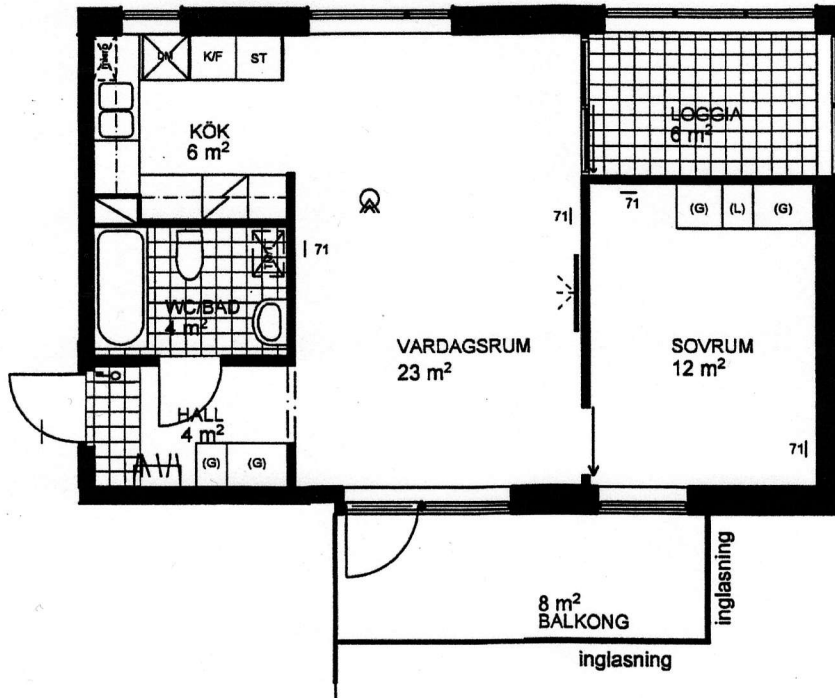 DM
K/F
ST
KÖK
6 m²
LOGGIA
6 m²
71
(G)
(L)
(G)
71
71
WC/BAD
4 m²
VARDAGSRUM
23 m²
SOVRUM
12 m²
HALL
4 m²
(G)
(G)
71
8 m²
BALKONG
inglasning
inglasning